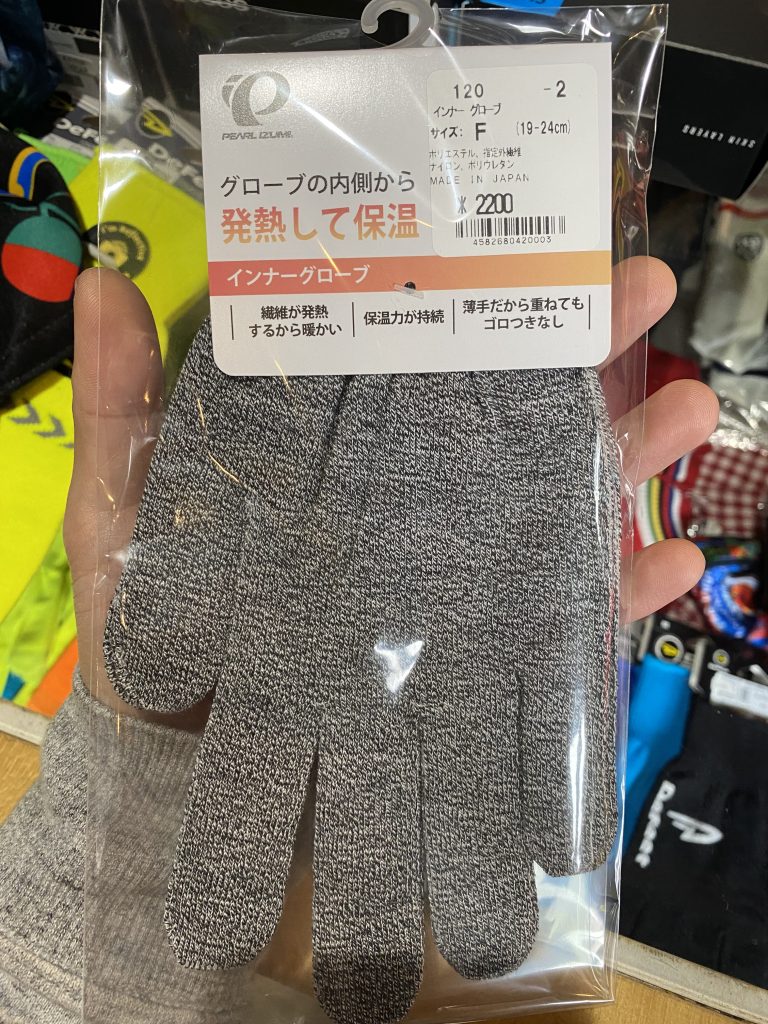 PEARL iZUMi.
120 -2
インナー グローブ
サイズ: F (19-24cm)
ポリエステル、指定外繊維
ナイロン、ポリウレタン
MADE IN JAPAN
¥ 2200
4582680420003
グローブの内側から
発熱して保温
インナーグローブ
繊維が発熱
するから暖かい
保温力が持続
薄手だから重ねても
ゴロつきなし
SKIN LAYERS
DeFeet